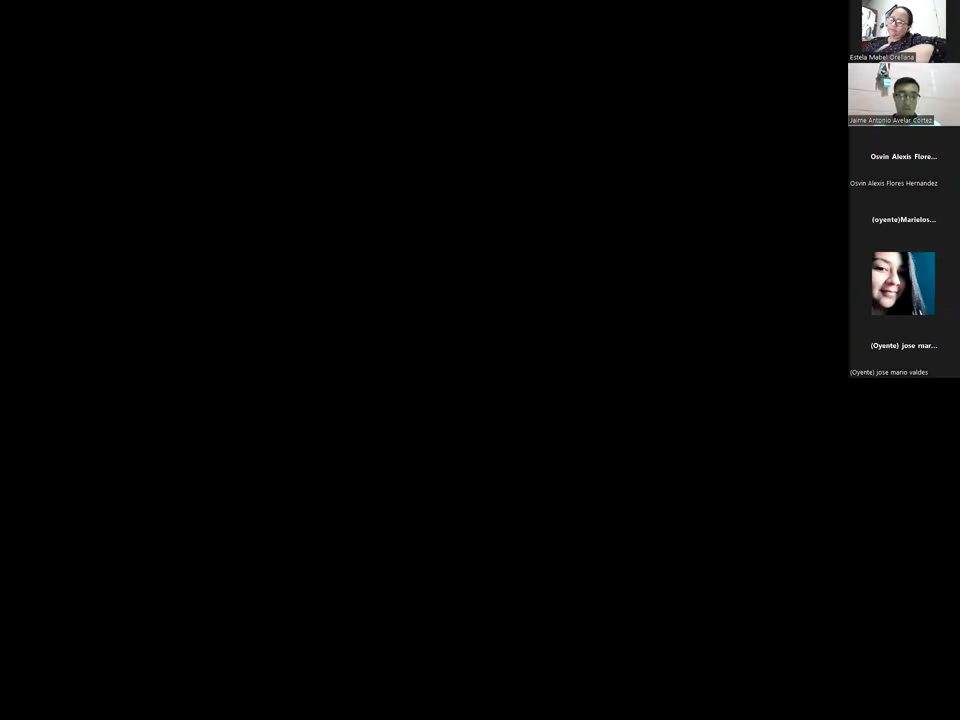 Estela Mabel Orellana
Jaime Antonio Avelar Cortez
Osvin Alexis Flore...
Osvin Alexis Flores Hernandez
(oyente)Marielos...
(Oyente) jose mar...
(Oyente) jose mario valdes